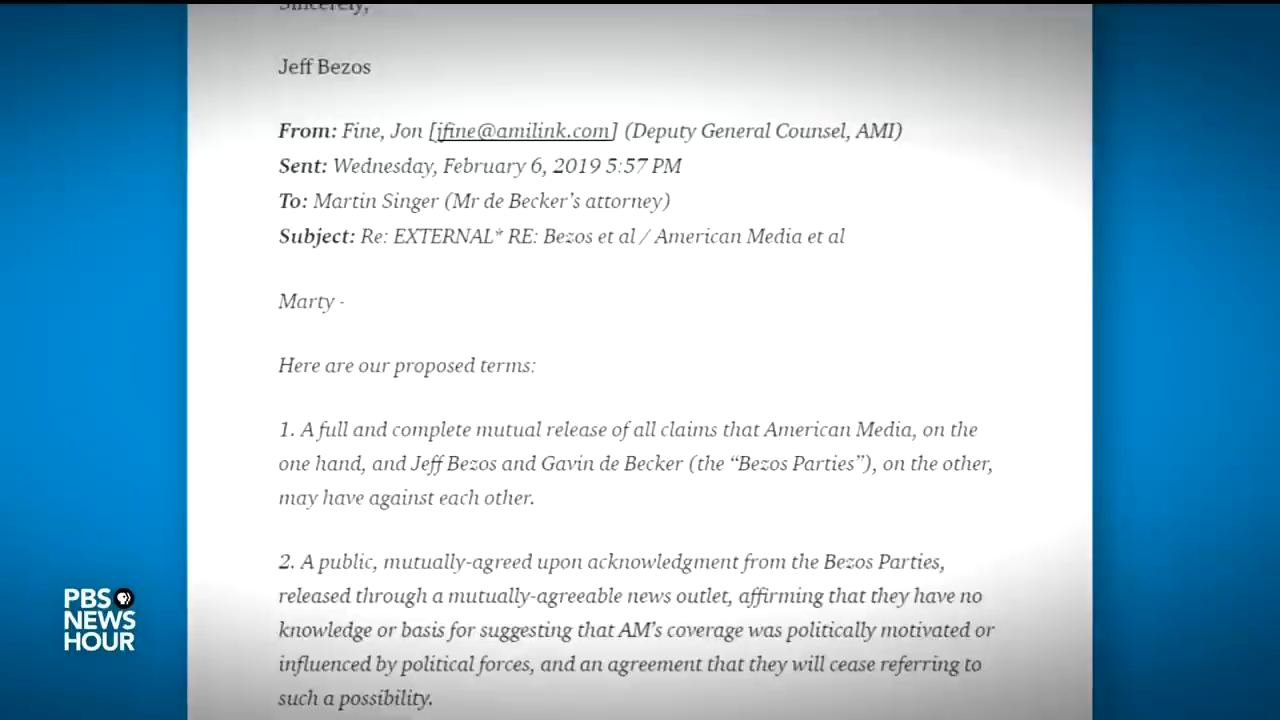 Sincerely,
Jeff Bezos
From: Fine, Jon [jfine@amilink.com] (Deputy General Counsel, AMI)
Sent: Wednesday, February 6, 2019 5:57 PM
To: Martin Singer (Mr de Becker’s attorney)
Subject: Re: EXTERNAL* RE: Bezos et al / American Media et al
Marty -
Here are our proposed terms:
1. A full and complete mutual release of all claims that American Media, on the
one hand, and Jeff Bezos and Gavin de Becker (the “Bezos Parties”), on the other,
may have against each other.
2. A public, mutually-agreed upon acknowledgment from the Bezos Parties,
released through a mutually-agreeable news outlet, affirming that they have no
knowledge or basis for suggesting that AM’s coverage was politically motivated or
influenced by political forces, and an agreement that they will cease referring to
such a possibility.
PBS
NEWS
HOUR